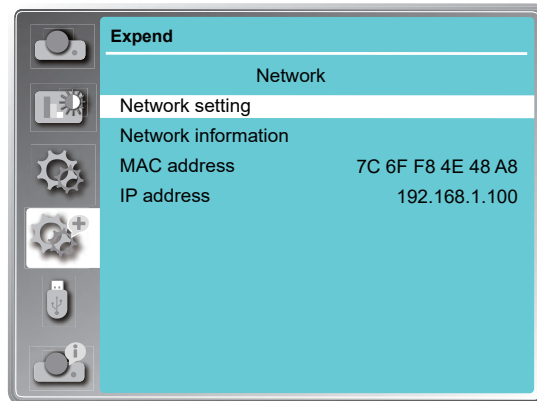 Expend
Network
Network setting
Network information
MAC address 7C 6F F8 4E 48 A8
IP address 192.168.1.100